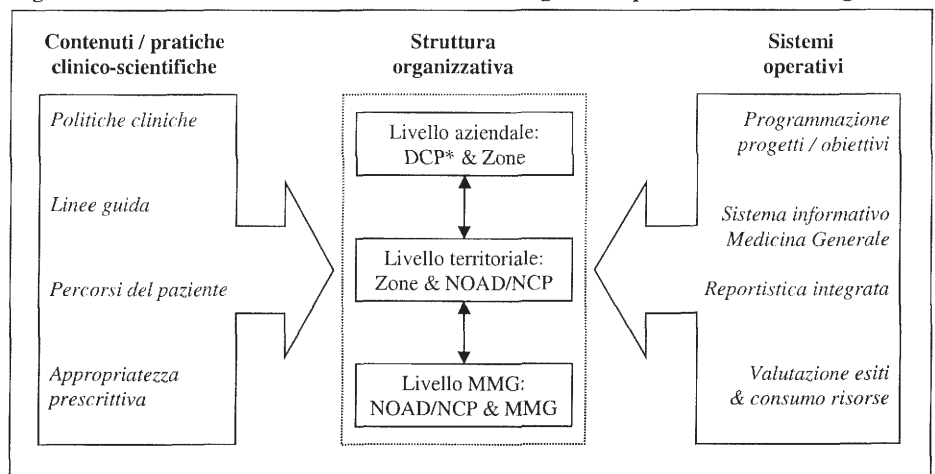 Contenuti / pratiche
clinico-scientifiche
Politiche cliniche
Linee guida
Percorsi del paziente
Appropriatezza
prescrittiva
Struttura
organizzativa
Livello aziendale:
DCP* & Zone
Livello territoriale:
Zone & NOAD/NCP
Livello MMG:
NOAD/NCP & MMG
Sistemi
operativi
Programmazione
progetti / obiettivi
Sistema informativo
Medicina Generale
Reportistica integrata
Valutazione esiti
& consumo risorse